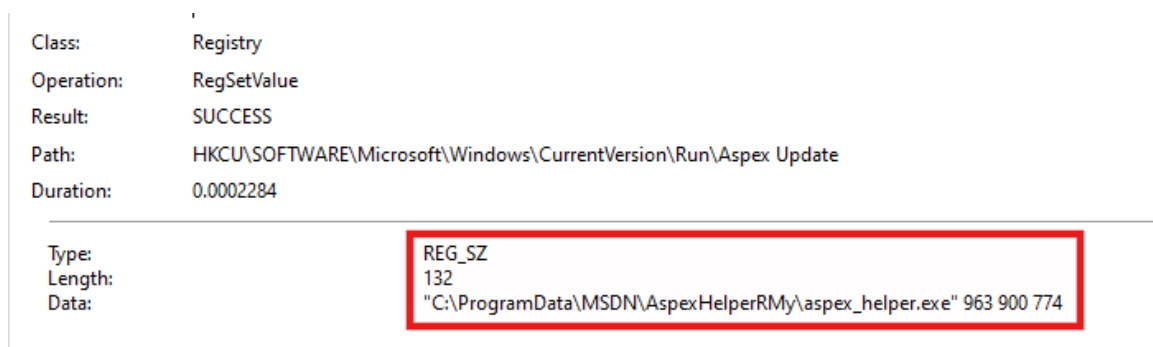 Class: Registry
Operation: RegSetValue
Result: SUCCESS
Path: HKCU\SOFTWARE\Microsoft\Windows\CurrentVersion\Run\Aspex Update
Duration: 0.0002284
Type: REG_SZ
Length: 132
Data: "C:\ProgramData\MSDN\AspexHelperRMy\aspex_helper.exe" 963 900 774